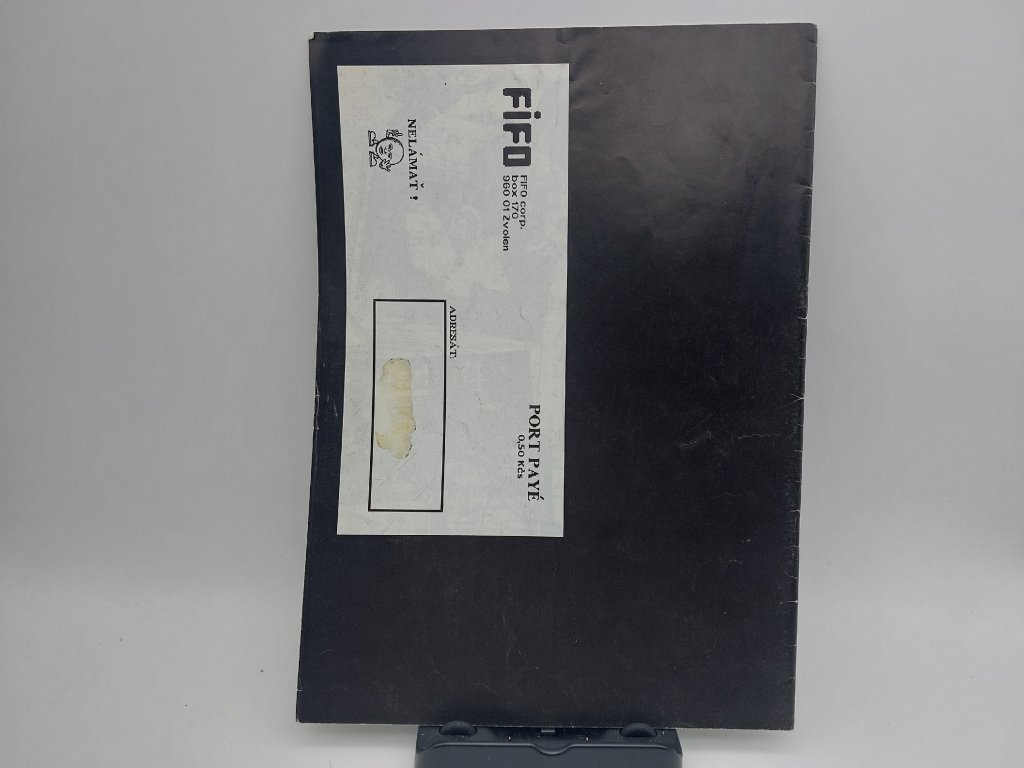 FiFO
FIFO corp.
box 170
960 01 Zvolen
NELÁMAŤ !
PORT PAYÉ
0,50 Kčs
ADRESÁT: